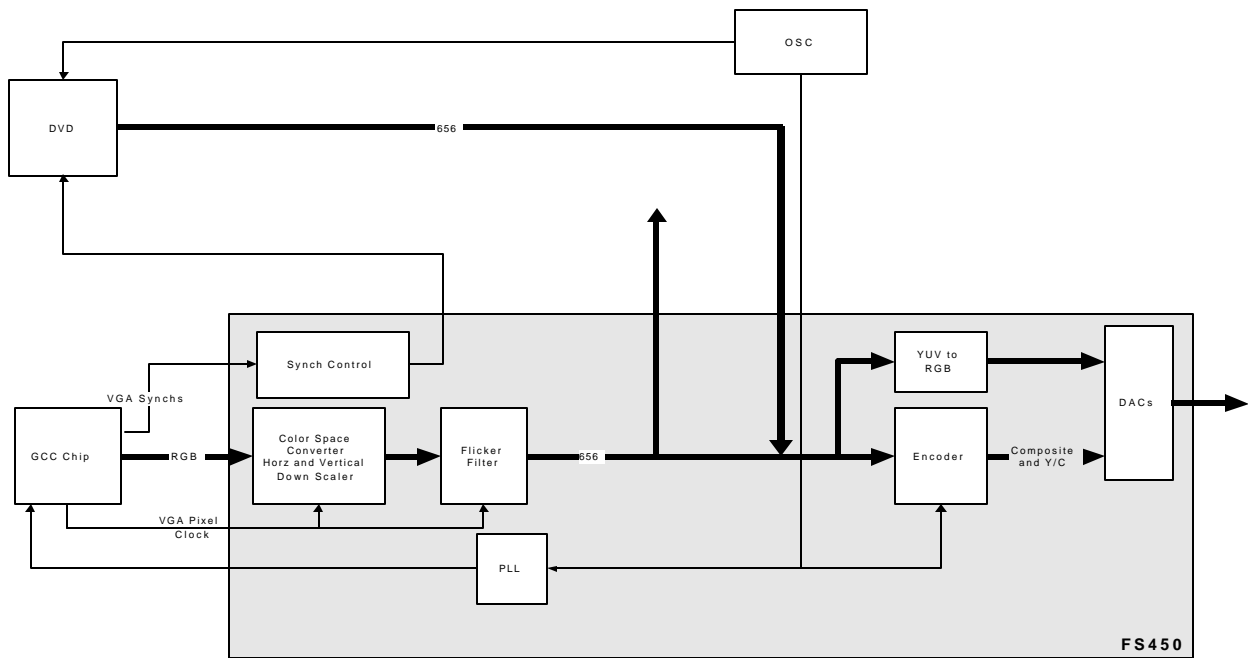 OSC
DVD
656
Synch Control
YUV to
RGB
DACs
VGA Synchs
GCC Chip
RGB
Color Space
Converter
Horz and Vertical
Down Scaler
Flicker
Filter
656
Encoder
Composite
and Y/C
VGA Pixel
Clock
PLL
FS450